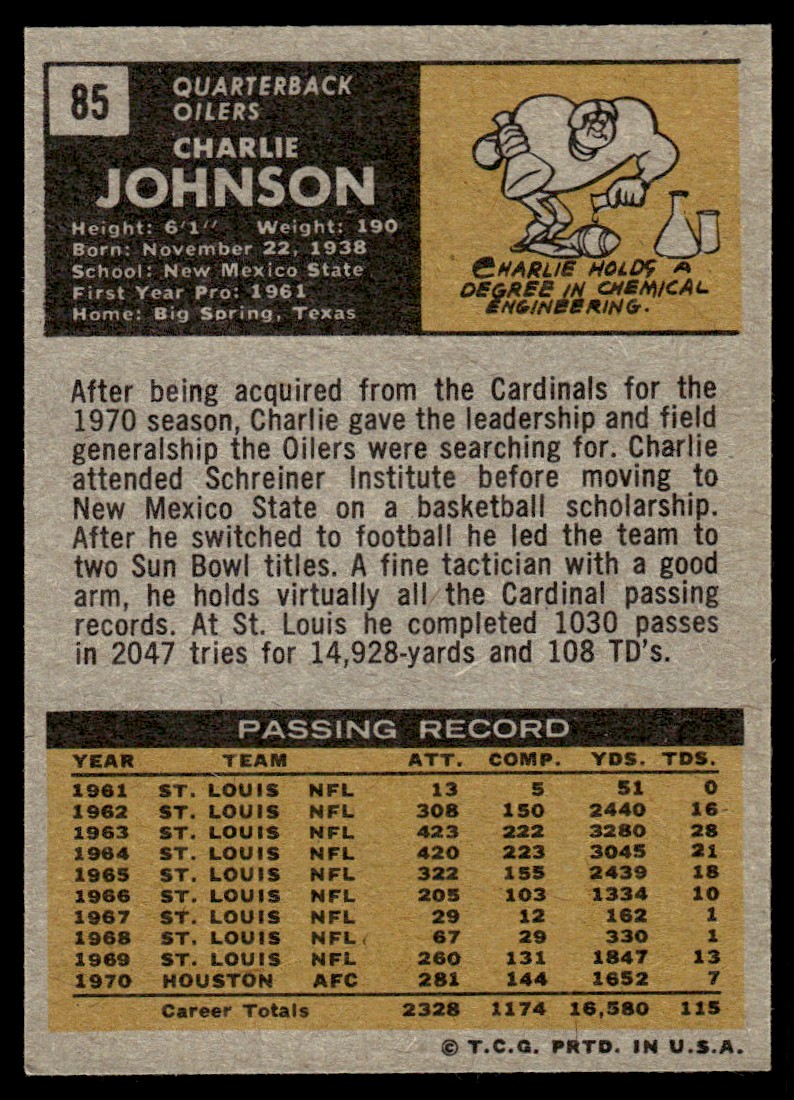 85
QUARTERBACK
OILERS
CHARLIE
JOHNSON
Height: 6'1" Weight: 190
Born: November 22, 1938
School: New Mexico State
First Year Pro: 1961
Home: Big Spring, Texas
CHARLIE HOLDS A
DEGREE IN CHEMICAL
ENGINEERING.
After being acquired from the Cardinals for the
1970 season, Charlie gave the leadership and field
generalship the Oilers were searching for. Charlie
attended Schreiner Institute before moving to
New Mexico State on a basketball scholarship.
After he switched to football he led the team to
two Sun Bowl titles. A fine tactician with a good
arm, he holds virtually all the Cardinal passing
records. At St. Louis he completed 1030 passes
in 2047 tries for 14,928-yards and 108 TD's.
PASSING RECORD
YEAR TEAM ATT. COMP. YDS. TDS.
1961 ST. LOUIS NFL 13 5 51 0
1962 ST. LOUIS NFL 308 150 2440 16
1963 ST. LOUIS NFL 423 222 3280 28
1964 ST. LOUIS NFL 420 223 3045 21
1965 ST. LOUIS NFL 322 155 2439 18
1966 ST. LOUIS NFL 205 103 1334 10
1967 ST. LOUIS NFL 29 12 162 1
1968 ST. LOUIS NFL 67 29 330 1
1969 ST. LOUIS NFL 260 131 1847 13
1970 HOUSTON AFC 281 144 1652 7
Career Totals 2328 1174 16,580 115
© T.C.G. PRTD. IN U.S.A.